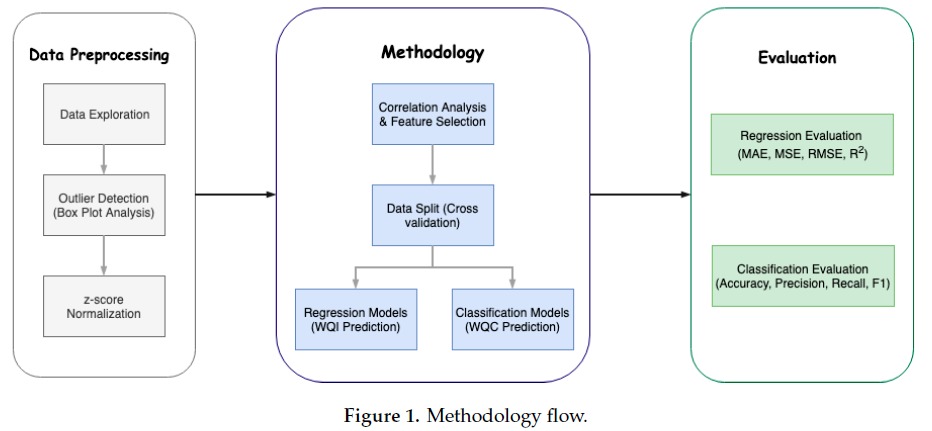 Data Preprocessing
Data Exploration
Outlier Detection
(Box Plot Analysis)
z-score
Normalization
Methodology
Correlation Analysis
& Feature Selection
Data Split (Cross
validation)
Regression Models
(WQI Prediction)
Classification Models
(WQC Prediction)
Evaluation
Regression Evaluation
(MAE, MSE, RMSE, R²)
Classification Evaluation
(Accuracy, Precision, Recall, F1)
Figure 1. Methodology flow.